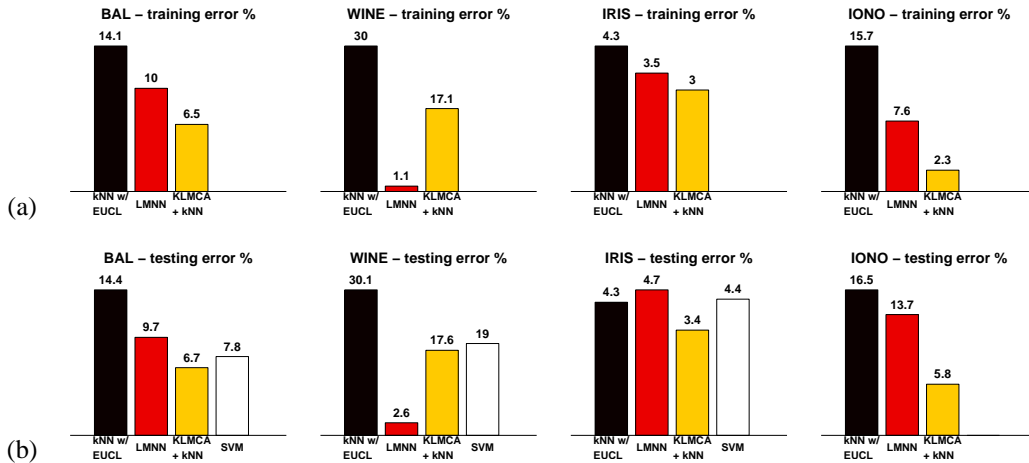 BAL – training error %
14.1
10
6.5
kNN w/ EUCL
LMNN
KLMCA + kNN
WINE – training error %
30
1.1
17.1
kNN w/ EUCL
LMNN
KLMCA + kNN
IRIS – training error %
4.3
3.5
3
kNN w/ EUCL
LMNN
KLMCA + kNN
IONO – training error %
15.7
7.6
2.3
kNN w/ EUCL
LMNN
KLMCA + kNN
(a)
BAL – testing error %
14.4
9.7
6.7
7.8
kNN w/ EUCL
LMNN
KLMCA + kNN
SVM
WINE – testing error %
30.1
2.6
17.6
19
kNN w/ EUCL
LMNN
KLMCA + kNN
SVM
IRIS – testing error %
4.3
4.7
3.4
4.4
kNN w/ EUCL
LMNN
KLMCA + kNN
SVM
IONO – testing error %
16.5
13.7
5.8
kNN w/ EUCL
LMNN
KLMCA + kNN
(b)